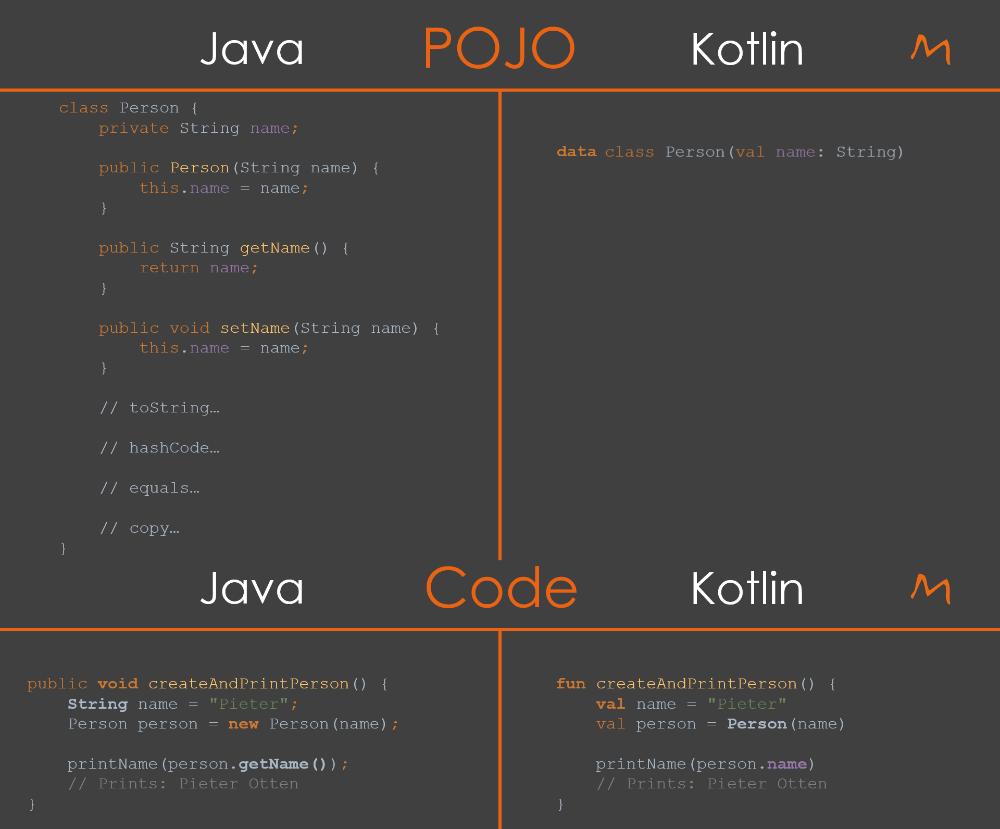 Java POJO Kotlin
class Person {
private String name;
public Person(String name) {
this.name = name;
}
public String getName() {
return name;
}
public void setName(String name) {
this.name = name;
}
// toString…
// hashCode…
// equals…
// copy…
}
data class Person(val name: String)
Java Code Kotlin
public void createAndPrintPerson() {
String name = "Pieter";
Person person = new Person(name);
printName(person.getName());
// Prints: Pieter Otten
}
fun createAndPrintPerson() {
val name = "Pieter"
val person = Person(name)
printName(person.name)
// Prints: Pieter Otten
}